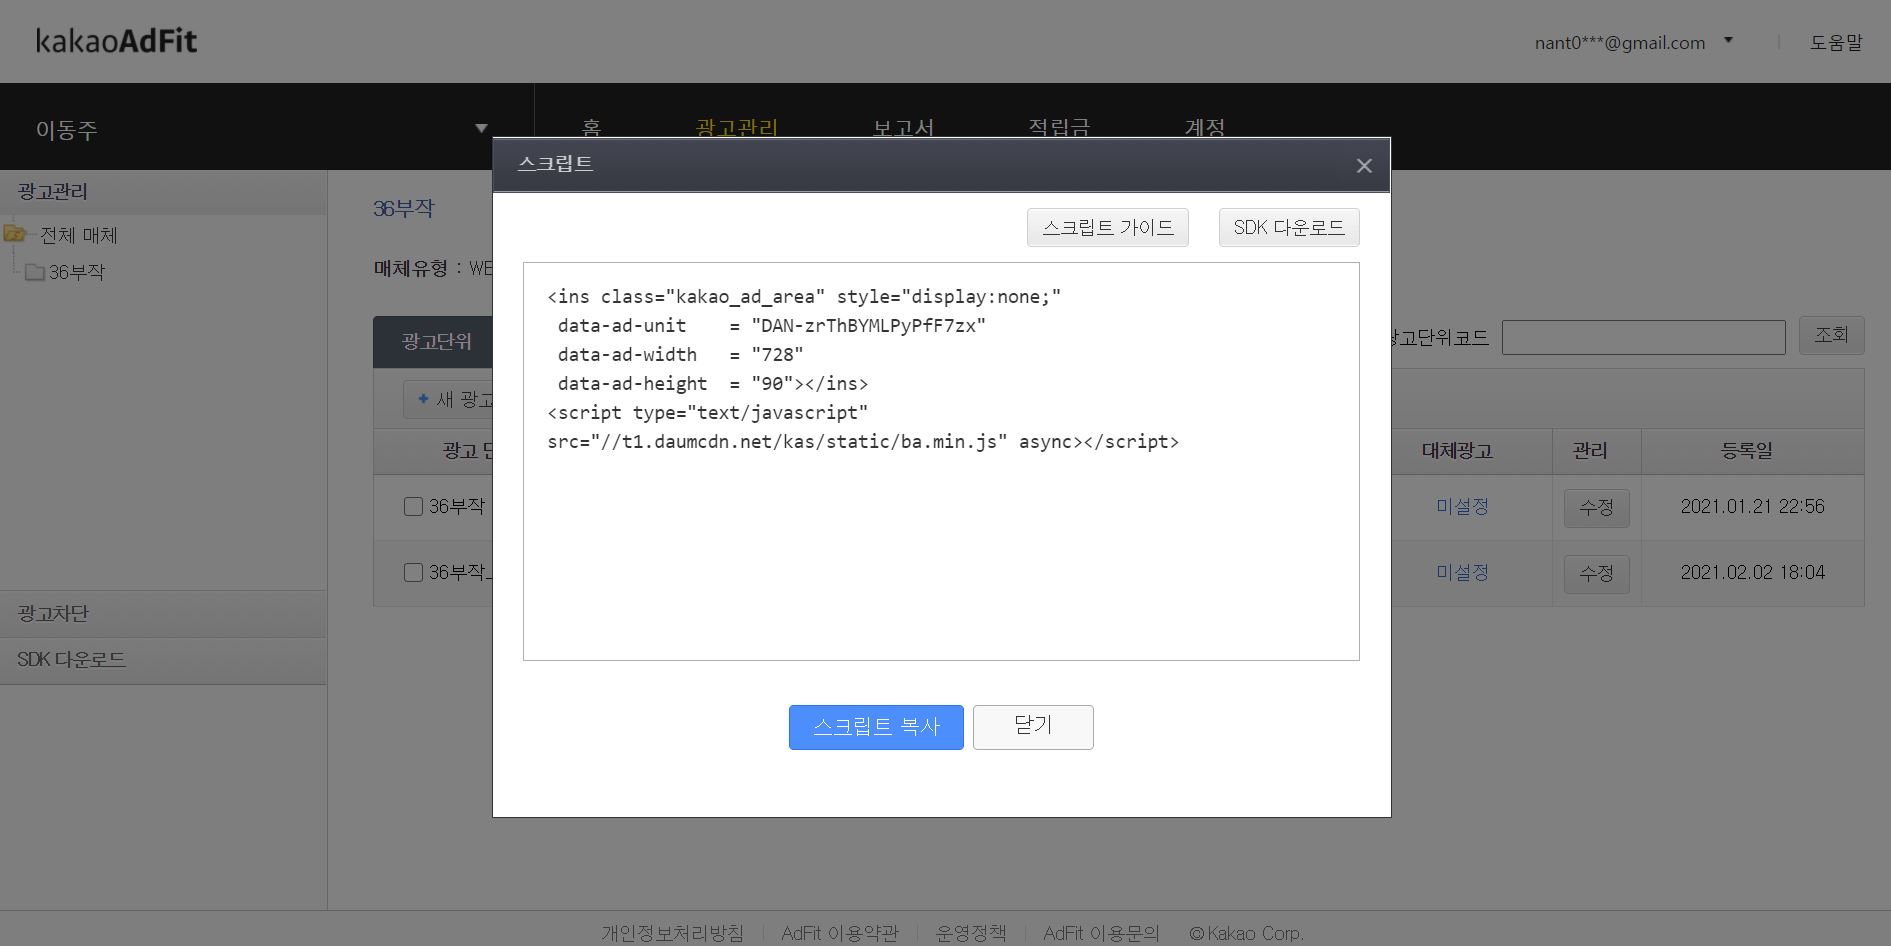 kakaoAdFit
nant0***@gmail.com
도움말
이동주
홈
광고관리
보고서
적립금
계정
광고관리
전체 매체
36부작
광고차단
SDK 다운로드
36부작
매체유형 : WE
광고단위
광고단위코드
조회
+ 새 광고
광고 단
대체광고
관리
등록일
36부작
미설정
수정
2021.01.21 22:56
36부작_
미설정
수정
2021.02.02 18:04
스크립트
스크립트 가이드
SDK 다운로드
<ins class="kakao_ad_area" style="display:none;"
data-ad-unit = "DAN-zrThBYMLPyPfF7zx"
data-ad-width = "728"
data-ad-height = "90"></ins>
<script type="text/javascript"
src="//t1.daumcdn.net/kas/static/ba.min.js" async></script>
스크립트 복사
닫기
개인정보처리방침
AdFit 이용약관
운영정책
AdFit 이용문의
© Kakao Corp.